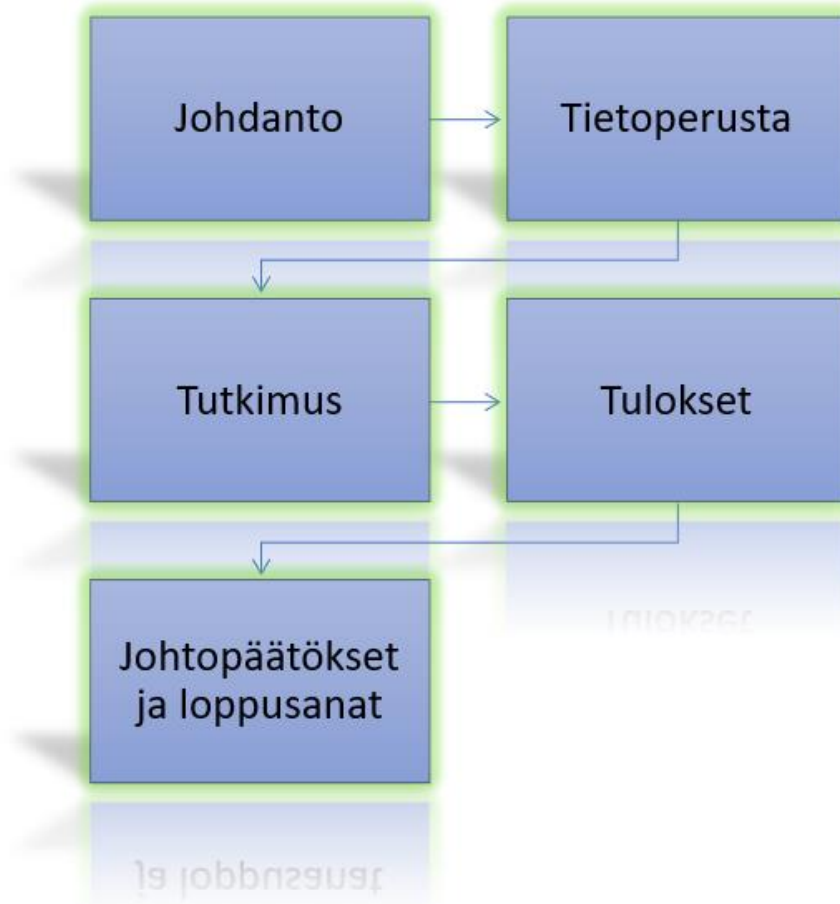 Johdanto
Tietoperusta
Tutkimus
Tulokset
Johtopäätökset
ja loppusanat